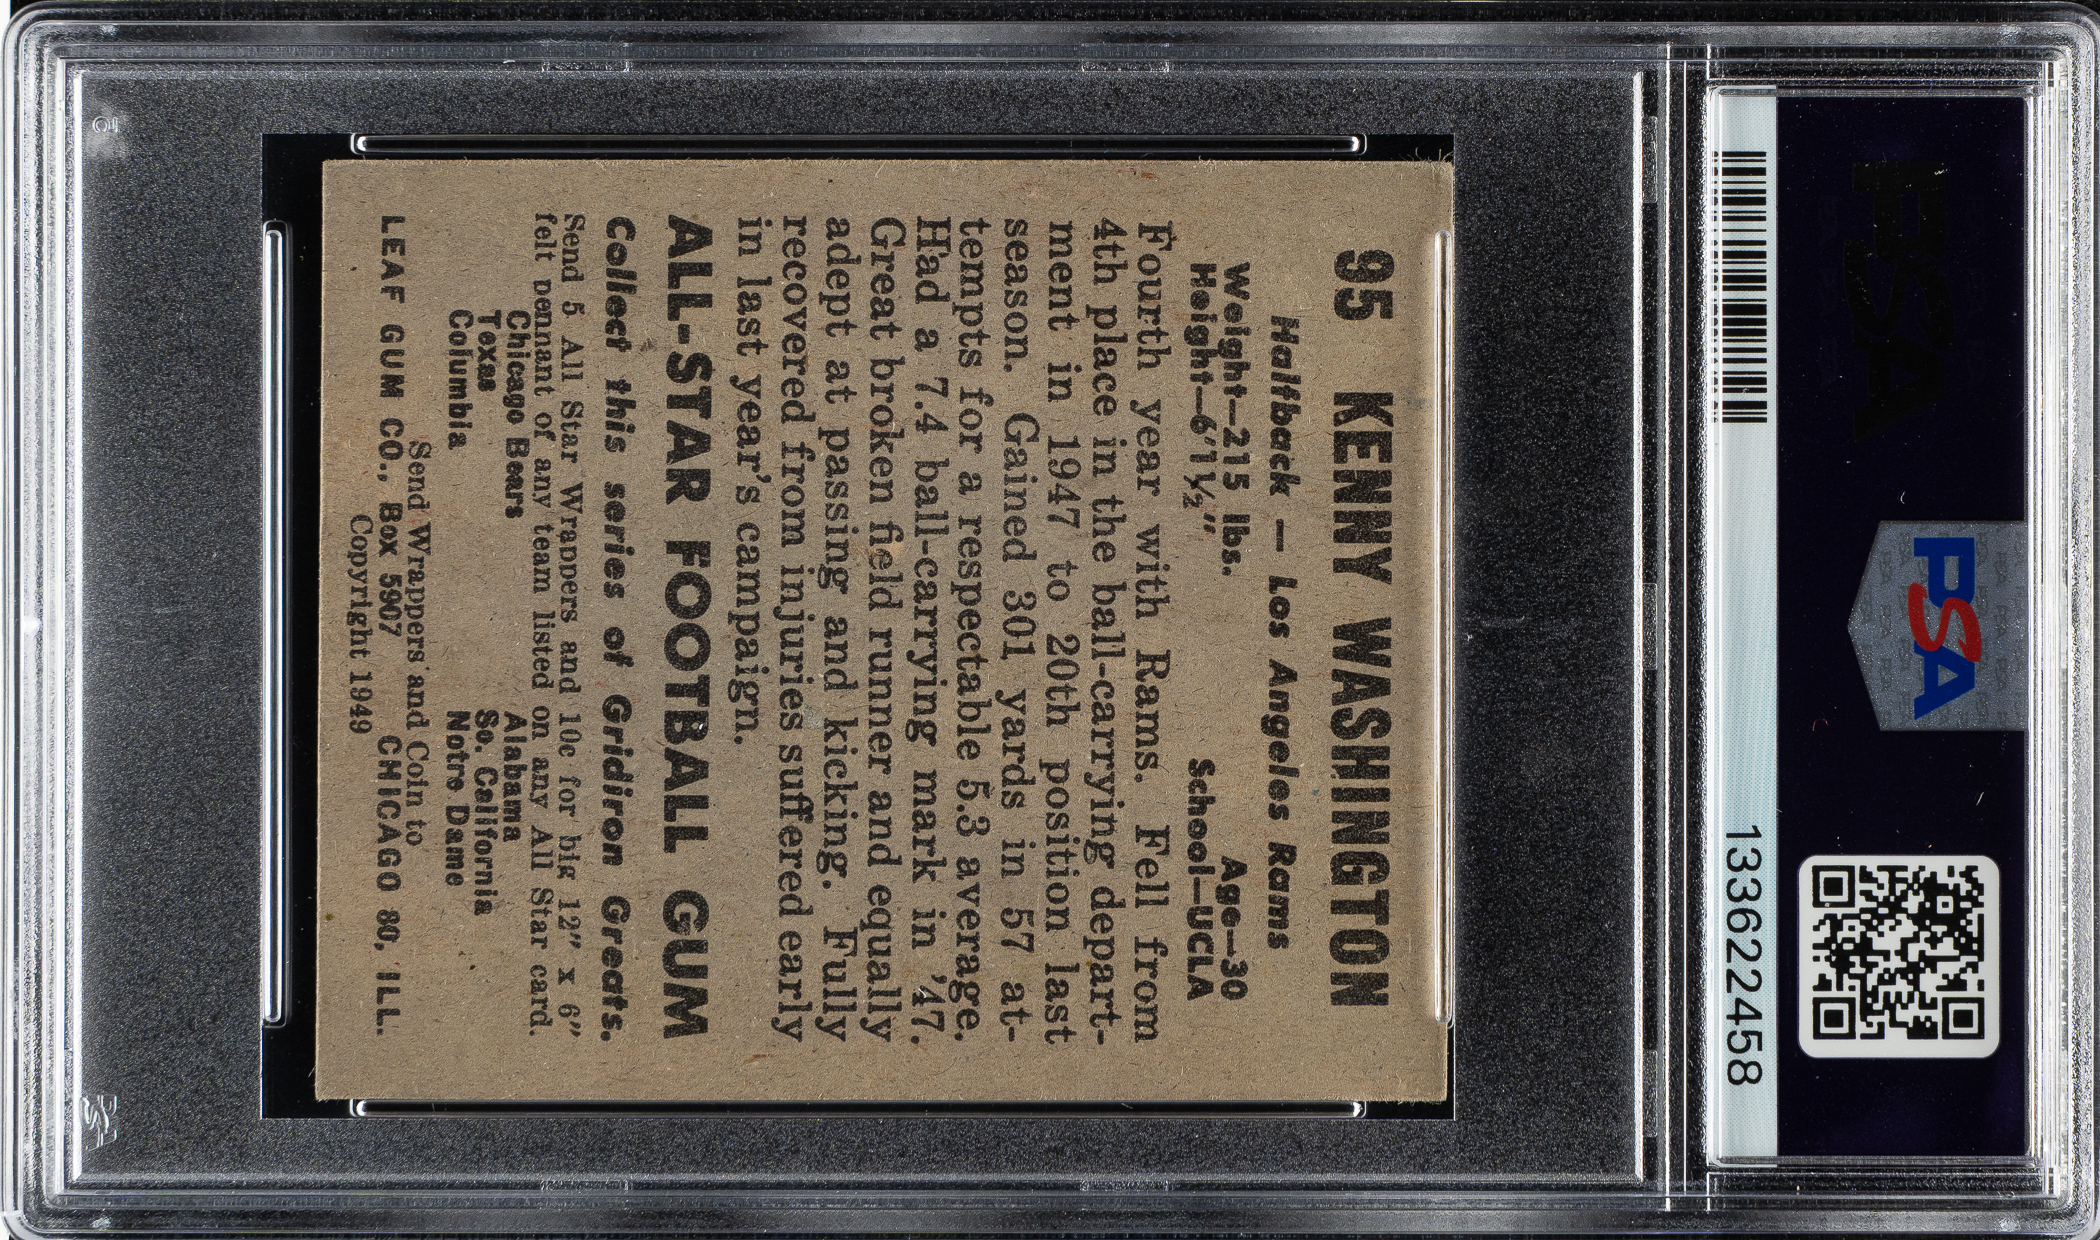 PSA
133622458
95 KENNY WASHINGTON
Halfback — Los Angeles Rams
Weight—215 lbs. Age—30
Height—6'1½" School—UCLA
Fourth year with Rams. Fell from
4th place in the ball-carrying depart-
ment in 1947 to 20th position last
season. Gained 301 yards in 57 at-
tempts for a respectable 5.3 average.
Had a 7.4 ball-carrying mark in '47.
Great broken field runner and equally
adept at passing and kicking. Fully
recovered from injuries suffered early
in last year's campaign.
ALL-STAR FOOTBALL GUM
Collect this series of Gridiron Greats.
Send 5 All Star Wrappers and 10c for big 12" x 6"
felt pennant of any team listed on any All Star card.
Chicago Bears Alabama
Texas So. California
Columbia Notre Dame
Send Wrappers and Coin to
LEAF GUM CO., Box 5907 CHICAGO 80, ILL.
Copyright 1949